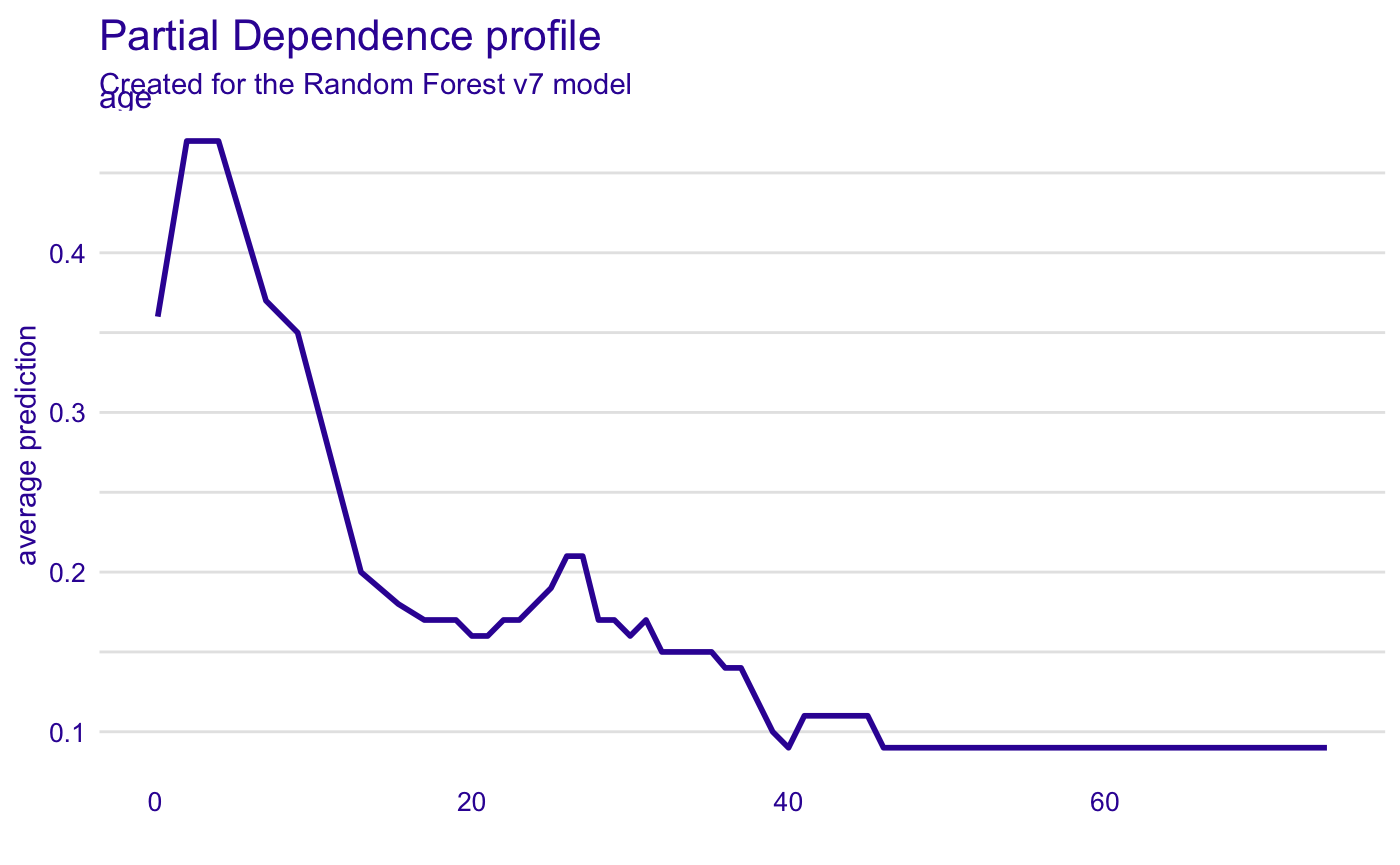 Partial Dependence profile
Created for the Random Forest v7 model
age
average prediction
0.4
0.3
0.2
0.1
0 20 40 60